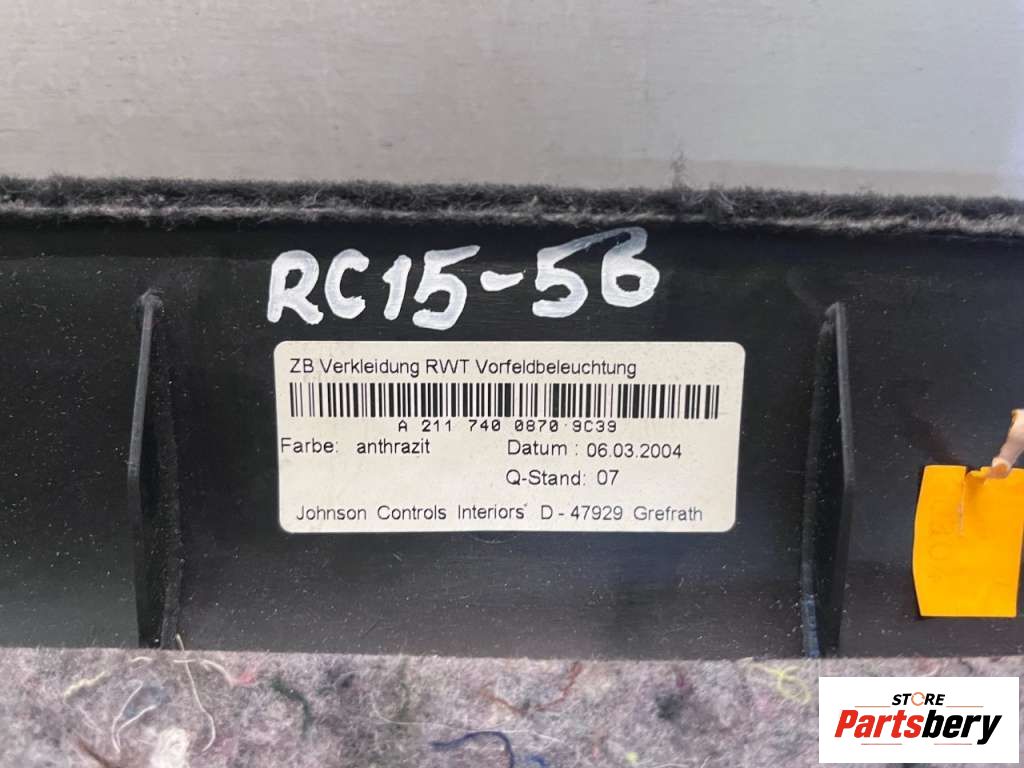 RC15-56
ZB Verkleidung RWT Vorfeldbeleuchtung
A 211 740 0870 9C39
Farbe: anthrazit Datum : 06.03.2004
Q-Stand: 07
Johnson Controls Interiors D - 47929 Grefrath
STORE
Partsbery